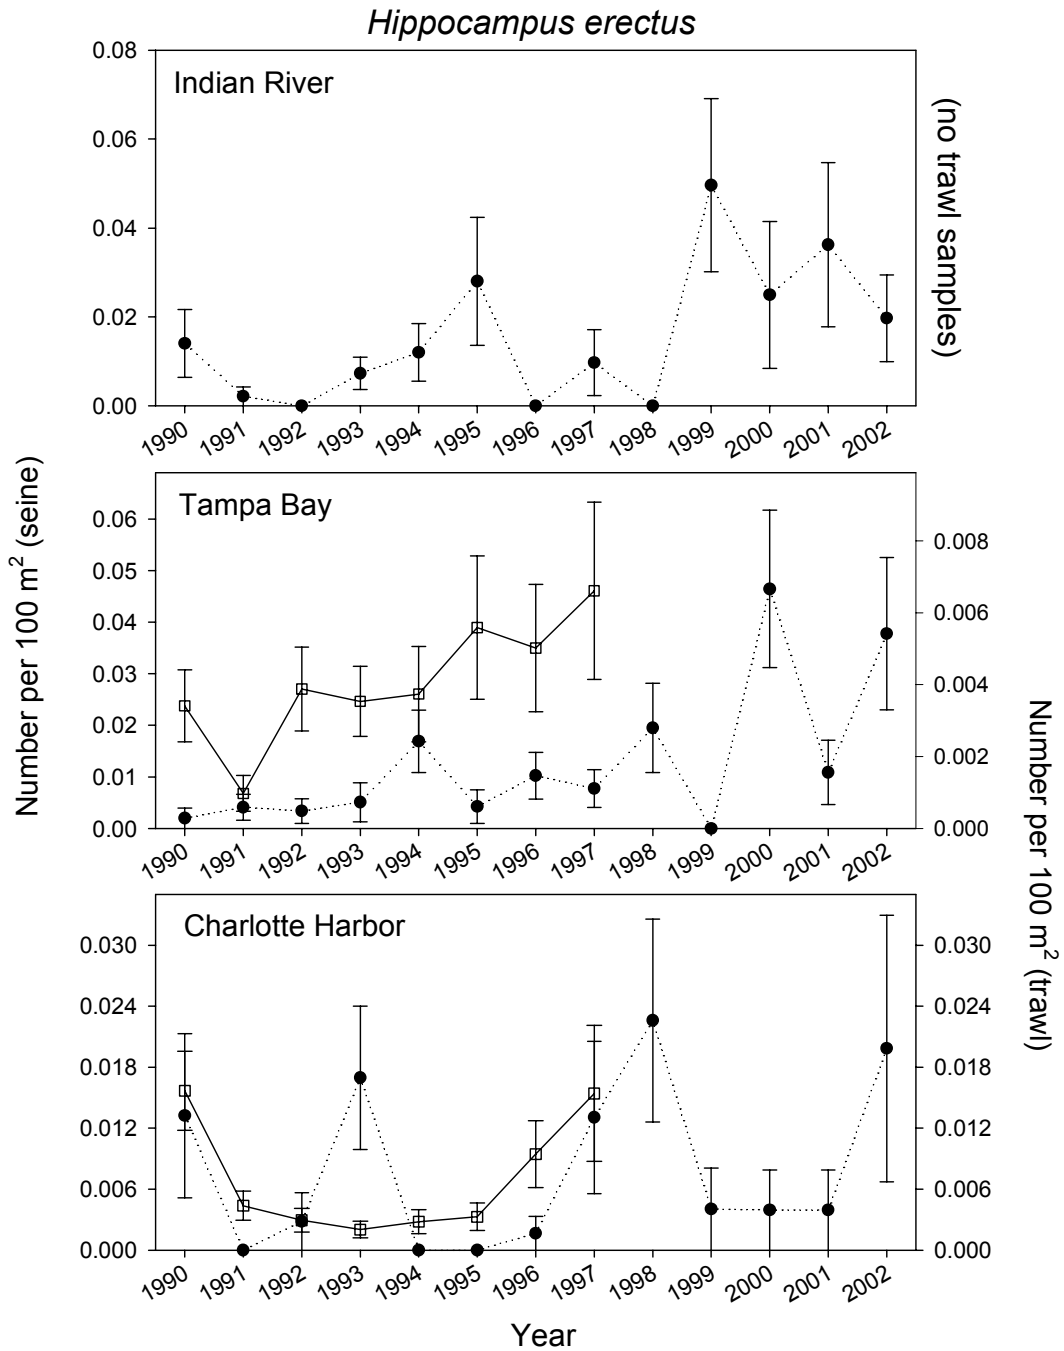 Hippocampus erectus
Indian River
0.08
0.06
0.04
0.02
0.00
(no trawl samples)
1990 1991 1992 1993 1994 1995 1996 1997 1998 1999 2000 2001 2002
Number per 100 m² (seine)
Tampa Bay
0.06
0.05
0.04
0.03
0.02
0.01
0.00
0.008
0.006
0.004
0.002
0.000
1990 1991 1992 1993 1994 1995 1996 1997 1998 1999 2000 2001 2002
Number per 100 m² (trawl)
Charlotte Harbor
0.030
0.024
0.018
0.012
0.006
0.000
0.030
0.024
0.018
0.012
0.006
0.000
1990 1991 1992 1993 1994 1995 1996 1997 1998 1999 2000 2001 2002
Year